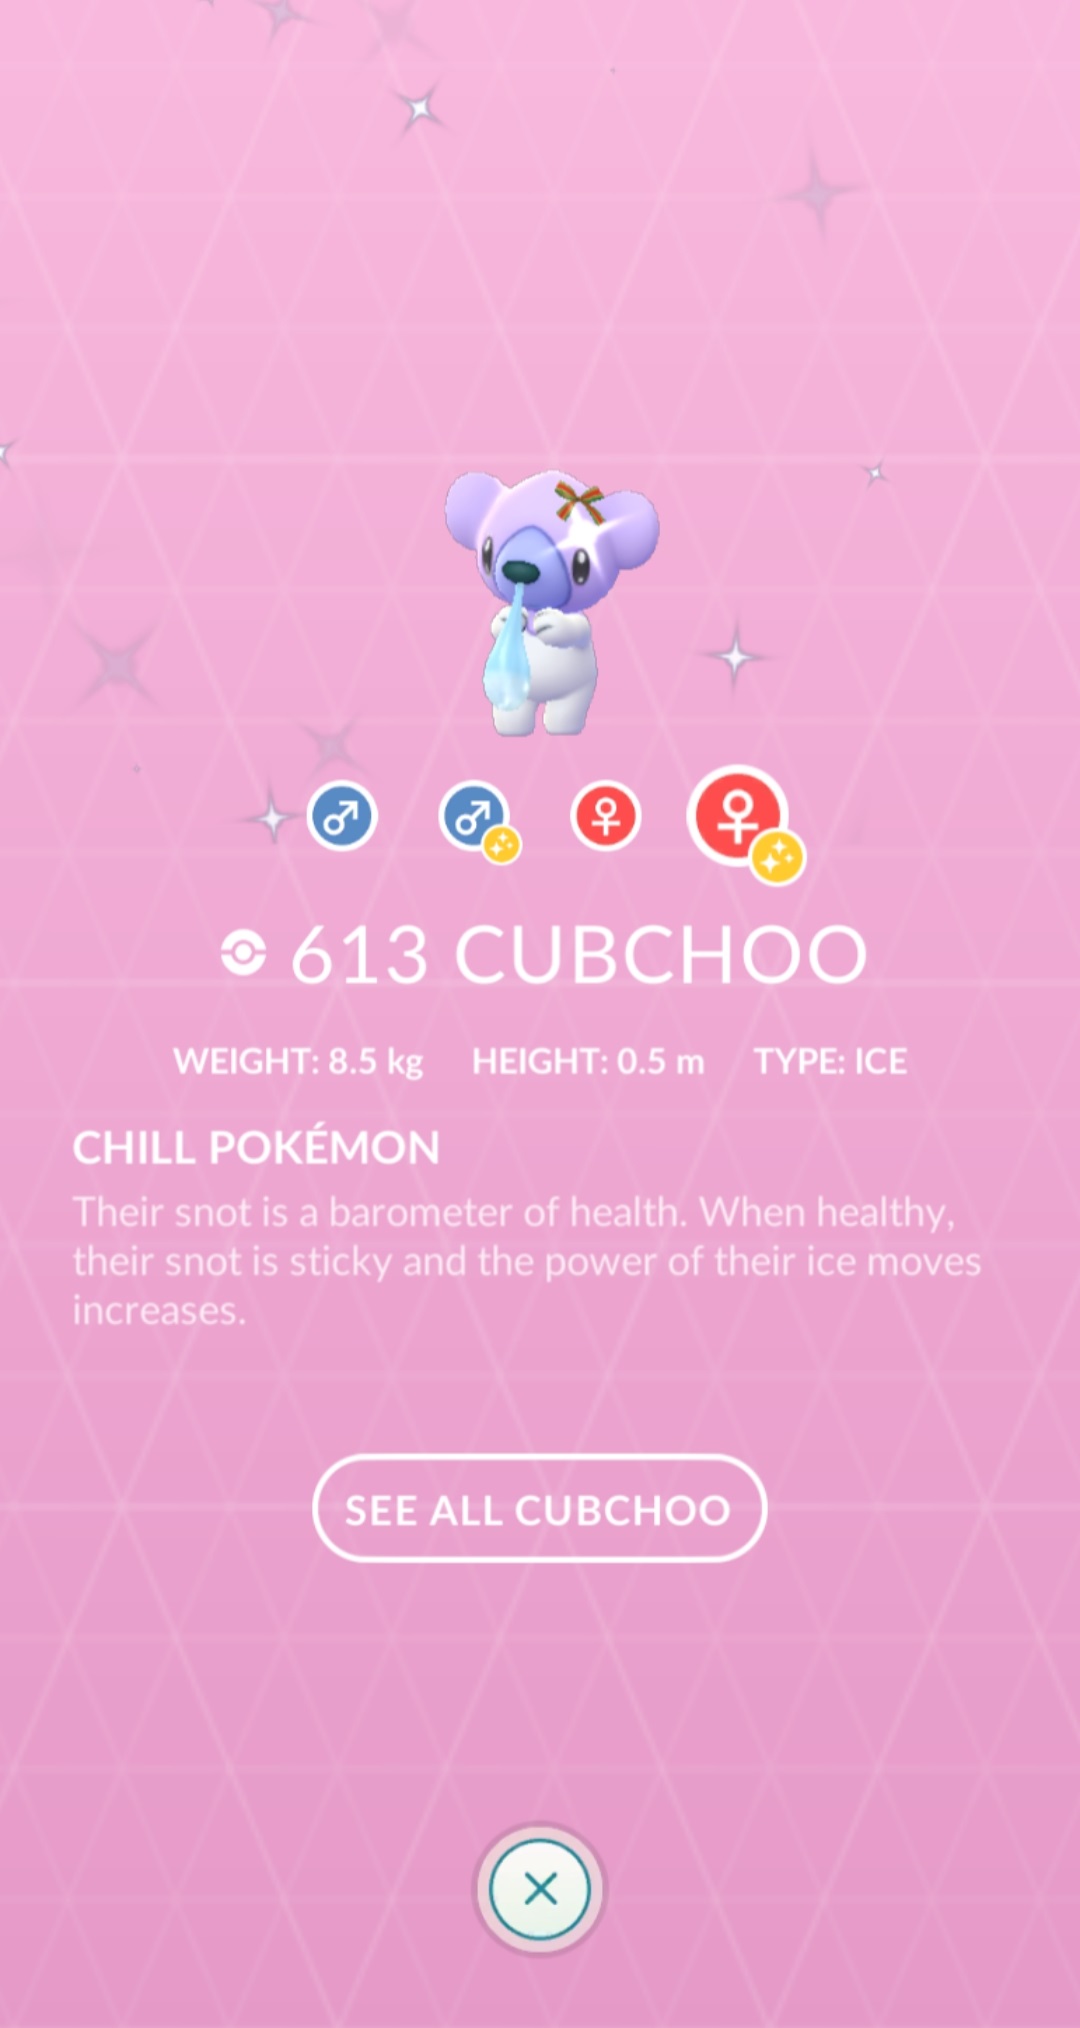 613 CUBCHOO
WEIGHT: 8.5 kg HEIGHT: 0.5 m TYPE: ICE
CHILL POKÉMON
Their snot is a barometer of health. When healthy,
their snot is sticky and the power of their ice moves
increases.
SEE ALL CUBCHOO